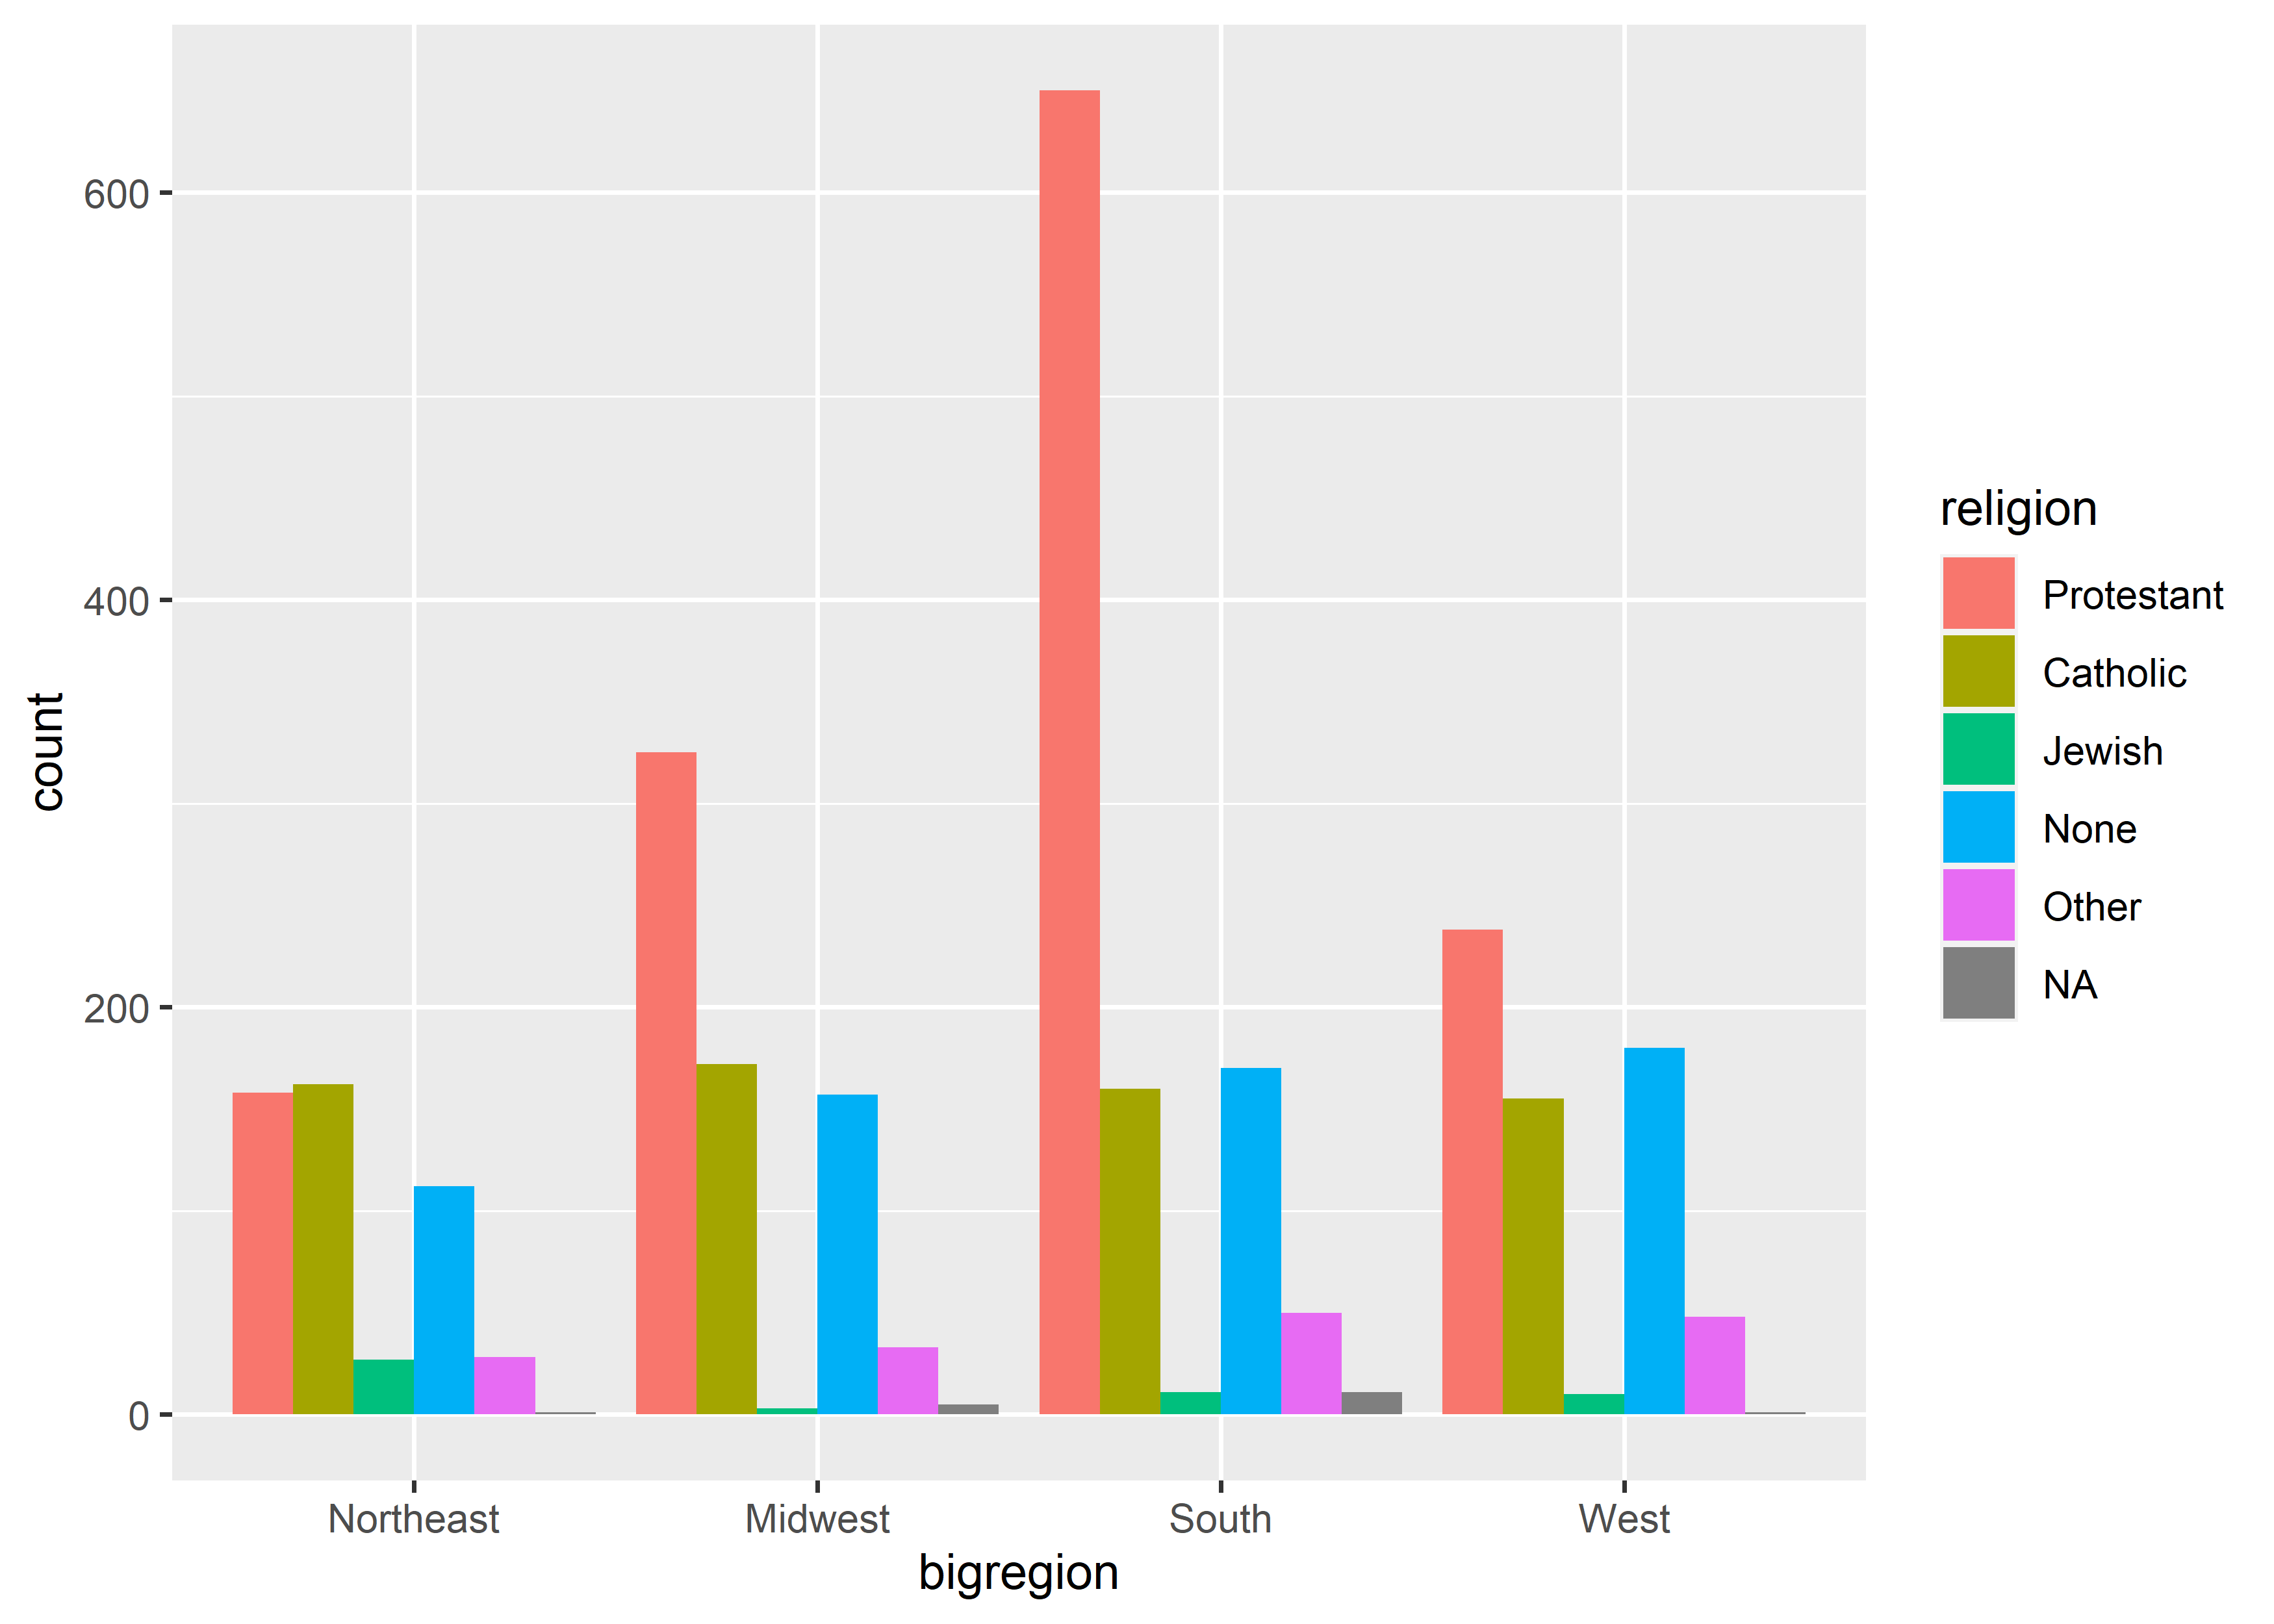 600
400
200
0
count
Northeast
Midwest
South
West
bigregion
religion
Protestant
Catholic
Jewish
None
Other
NA